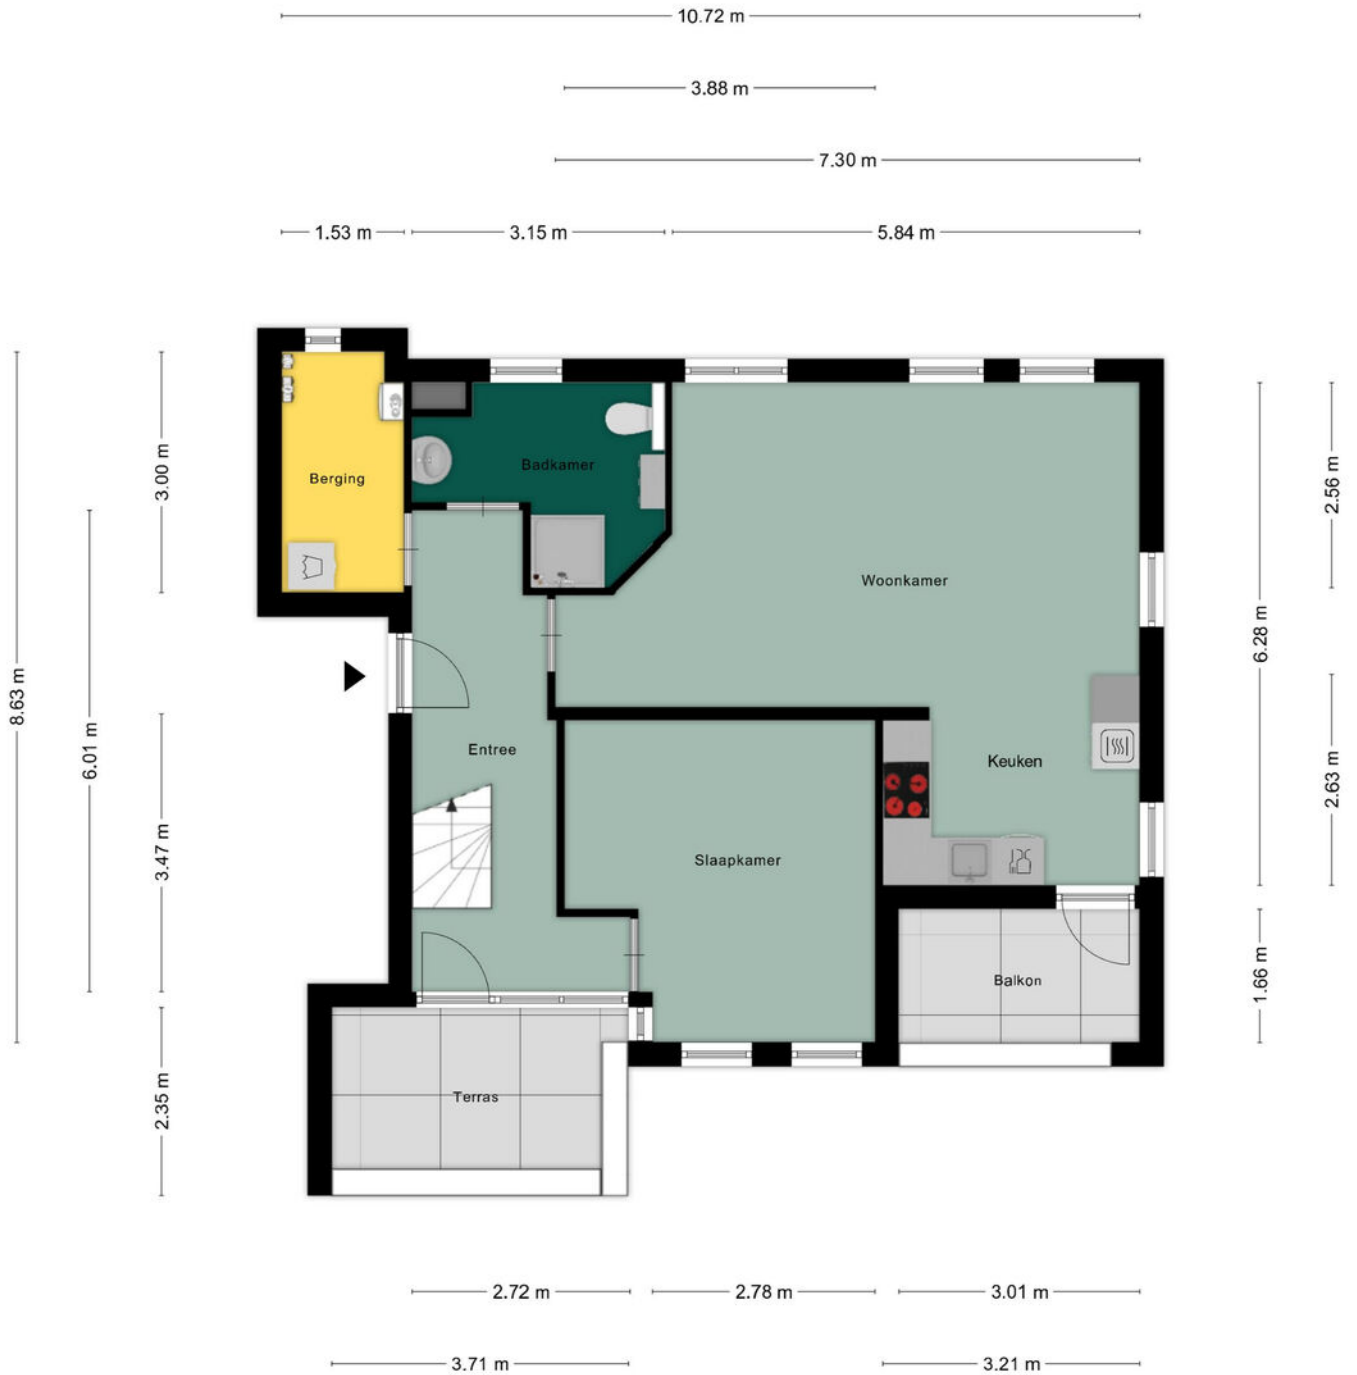 10.72 m
3.88 m
7.30 m
1.53 m
3.15 m
5.84 m
3.00 m
2.56 m
Berging
Badkamer
Woonkamer
6.28 m
8.63 m
6.01 m
Entree
Keuken
2.63 m
3.47 m
Slaapkamer
Balkon
1.66 m
2.35 m
Terras
2.72 m
2.78 m
3.01 m
3.71 m
3.21 m